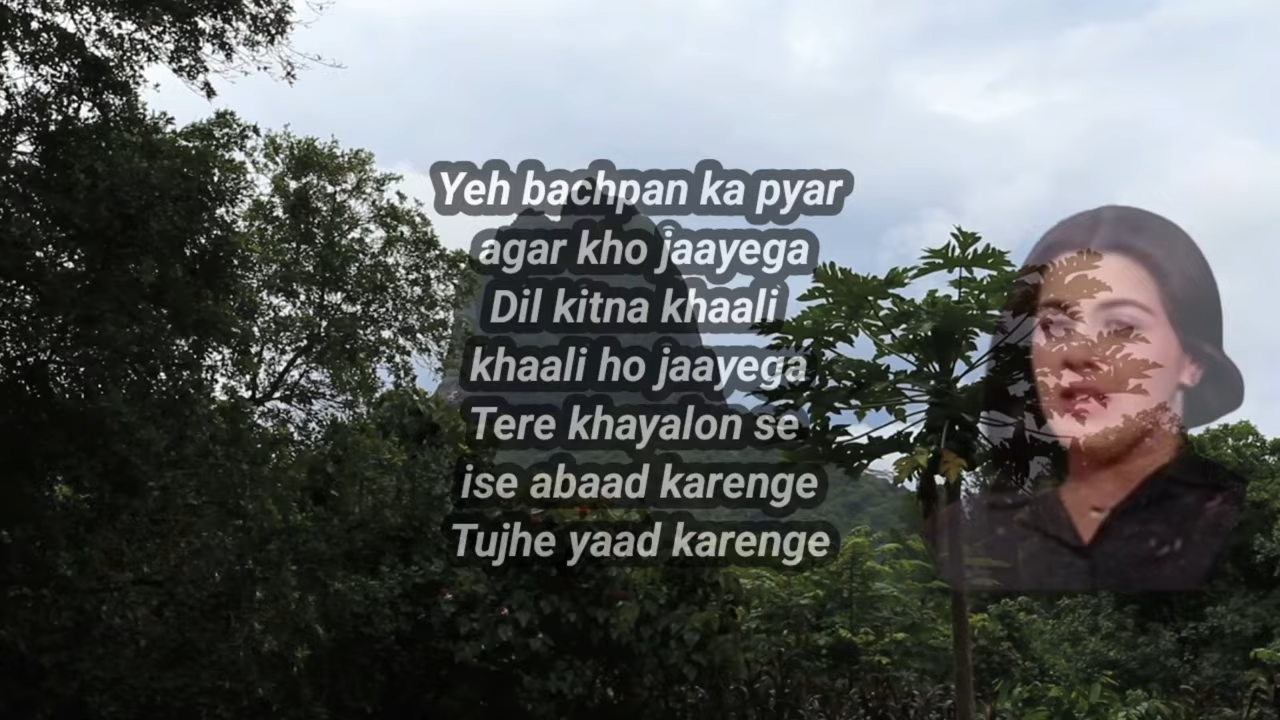 Yeh bachpan ka pyar
agar kho jaayega
Dil kitna khaali
khaali ho jaayega
Tere khayalon se
ise abaad karenge
Tujhe yaad karenge